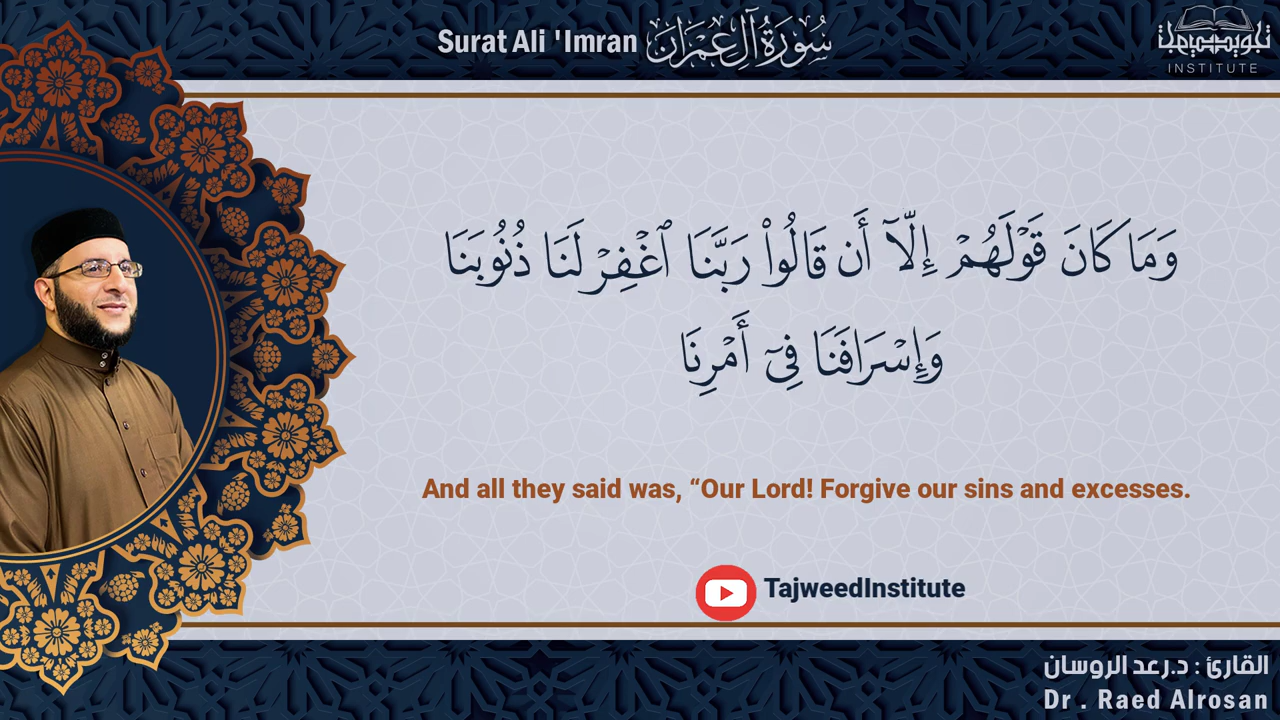 Surat Ali 'Imran سُورَةُ آلِ عِمْرَان
INSTITUTE
وَمَا كَانَ قَوْلَهُمْ إِلَّآ أَن قَالُوا۟ رَبَّنَا ٱغْفِرْ لَنَا ذُنُوبَنَا
وَإِسْرَافَنَا فِىٓ أَمْرِنَا
And all they said was, “Our Lord! Forgive our sins and excesses.
TajweedInstitute
القارئ : د.رعد الروسان
Dr . Raed Alrosan